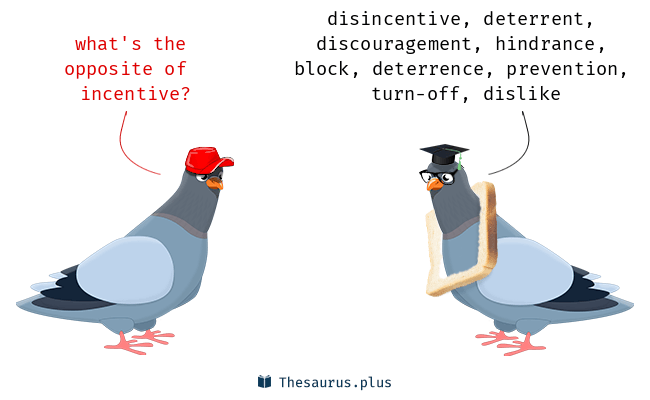 what's the
opposite of
incentive?
disincentive, deterrent,
discouragement, hindrance,
block, deterrence, prevention,
turn-off, dislike
Thesaurus.plus